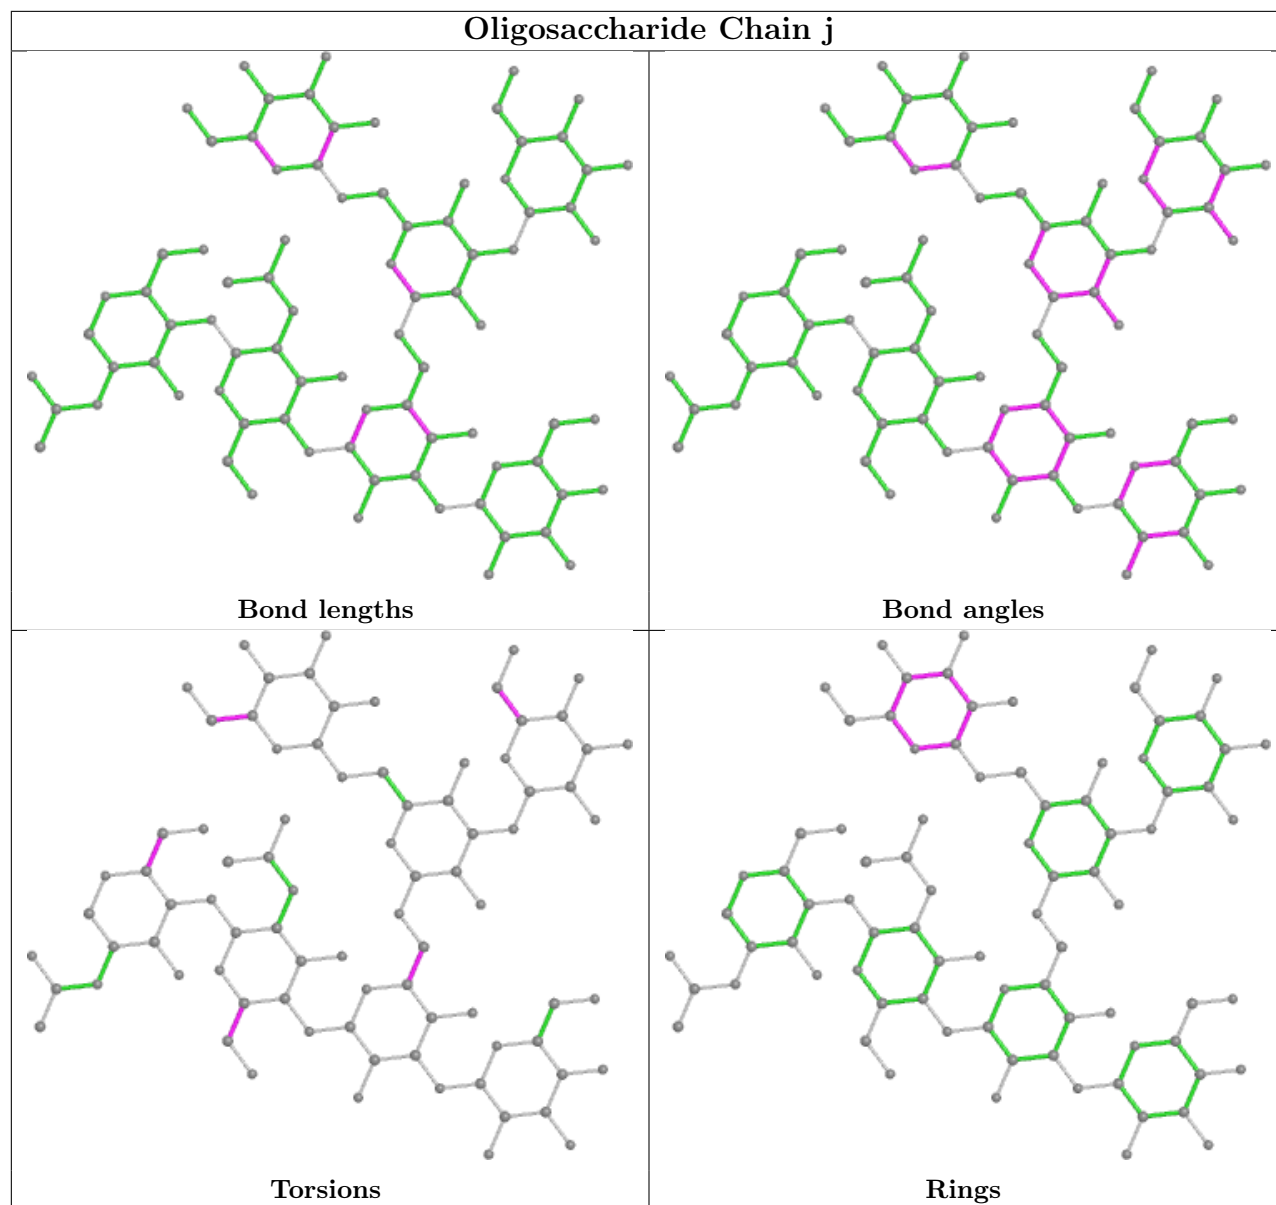 Oligosaccharide Chain j
Bond lengths
Bond angles
Torsions
Rings